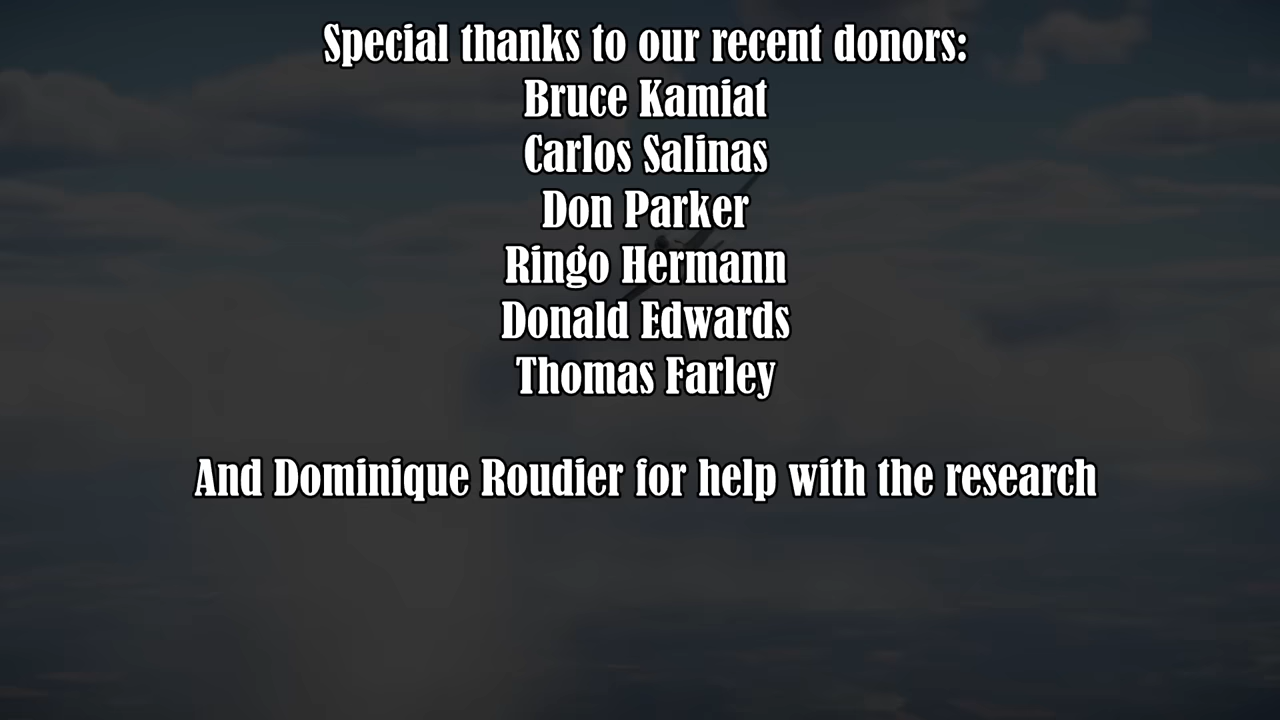 Special thanks to our recent donors:
Bruce Kamiat
Carlos Salinas
Don Parker
Ringo Hermann
Donald Edwards
Thomas Farley
And Dominique Roudier for help with the research